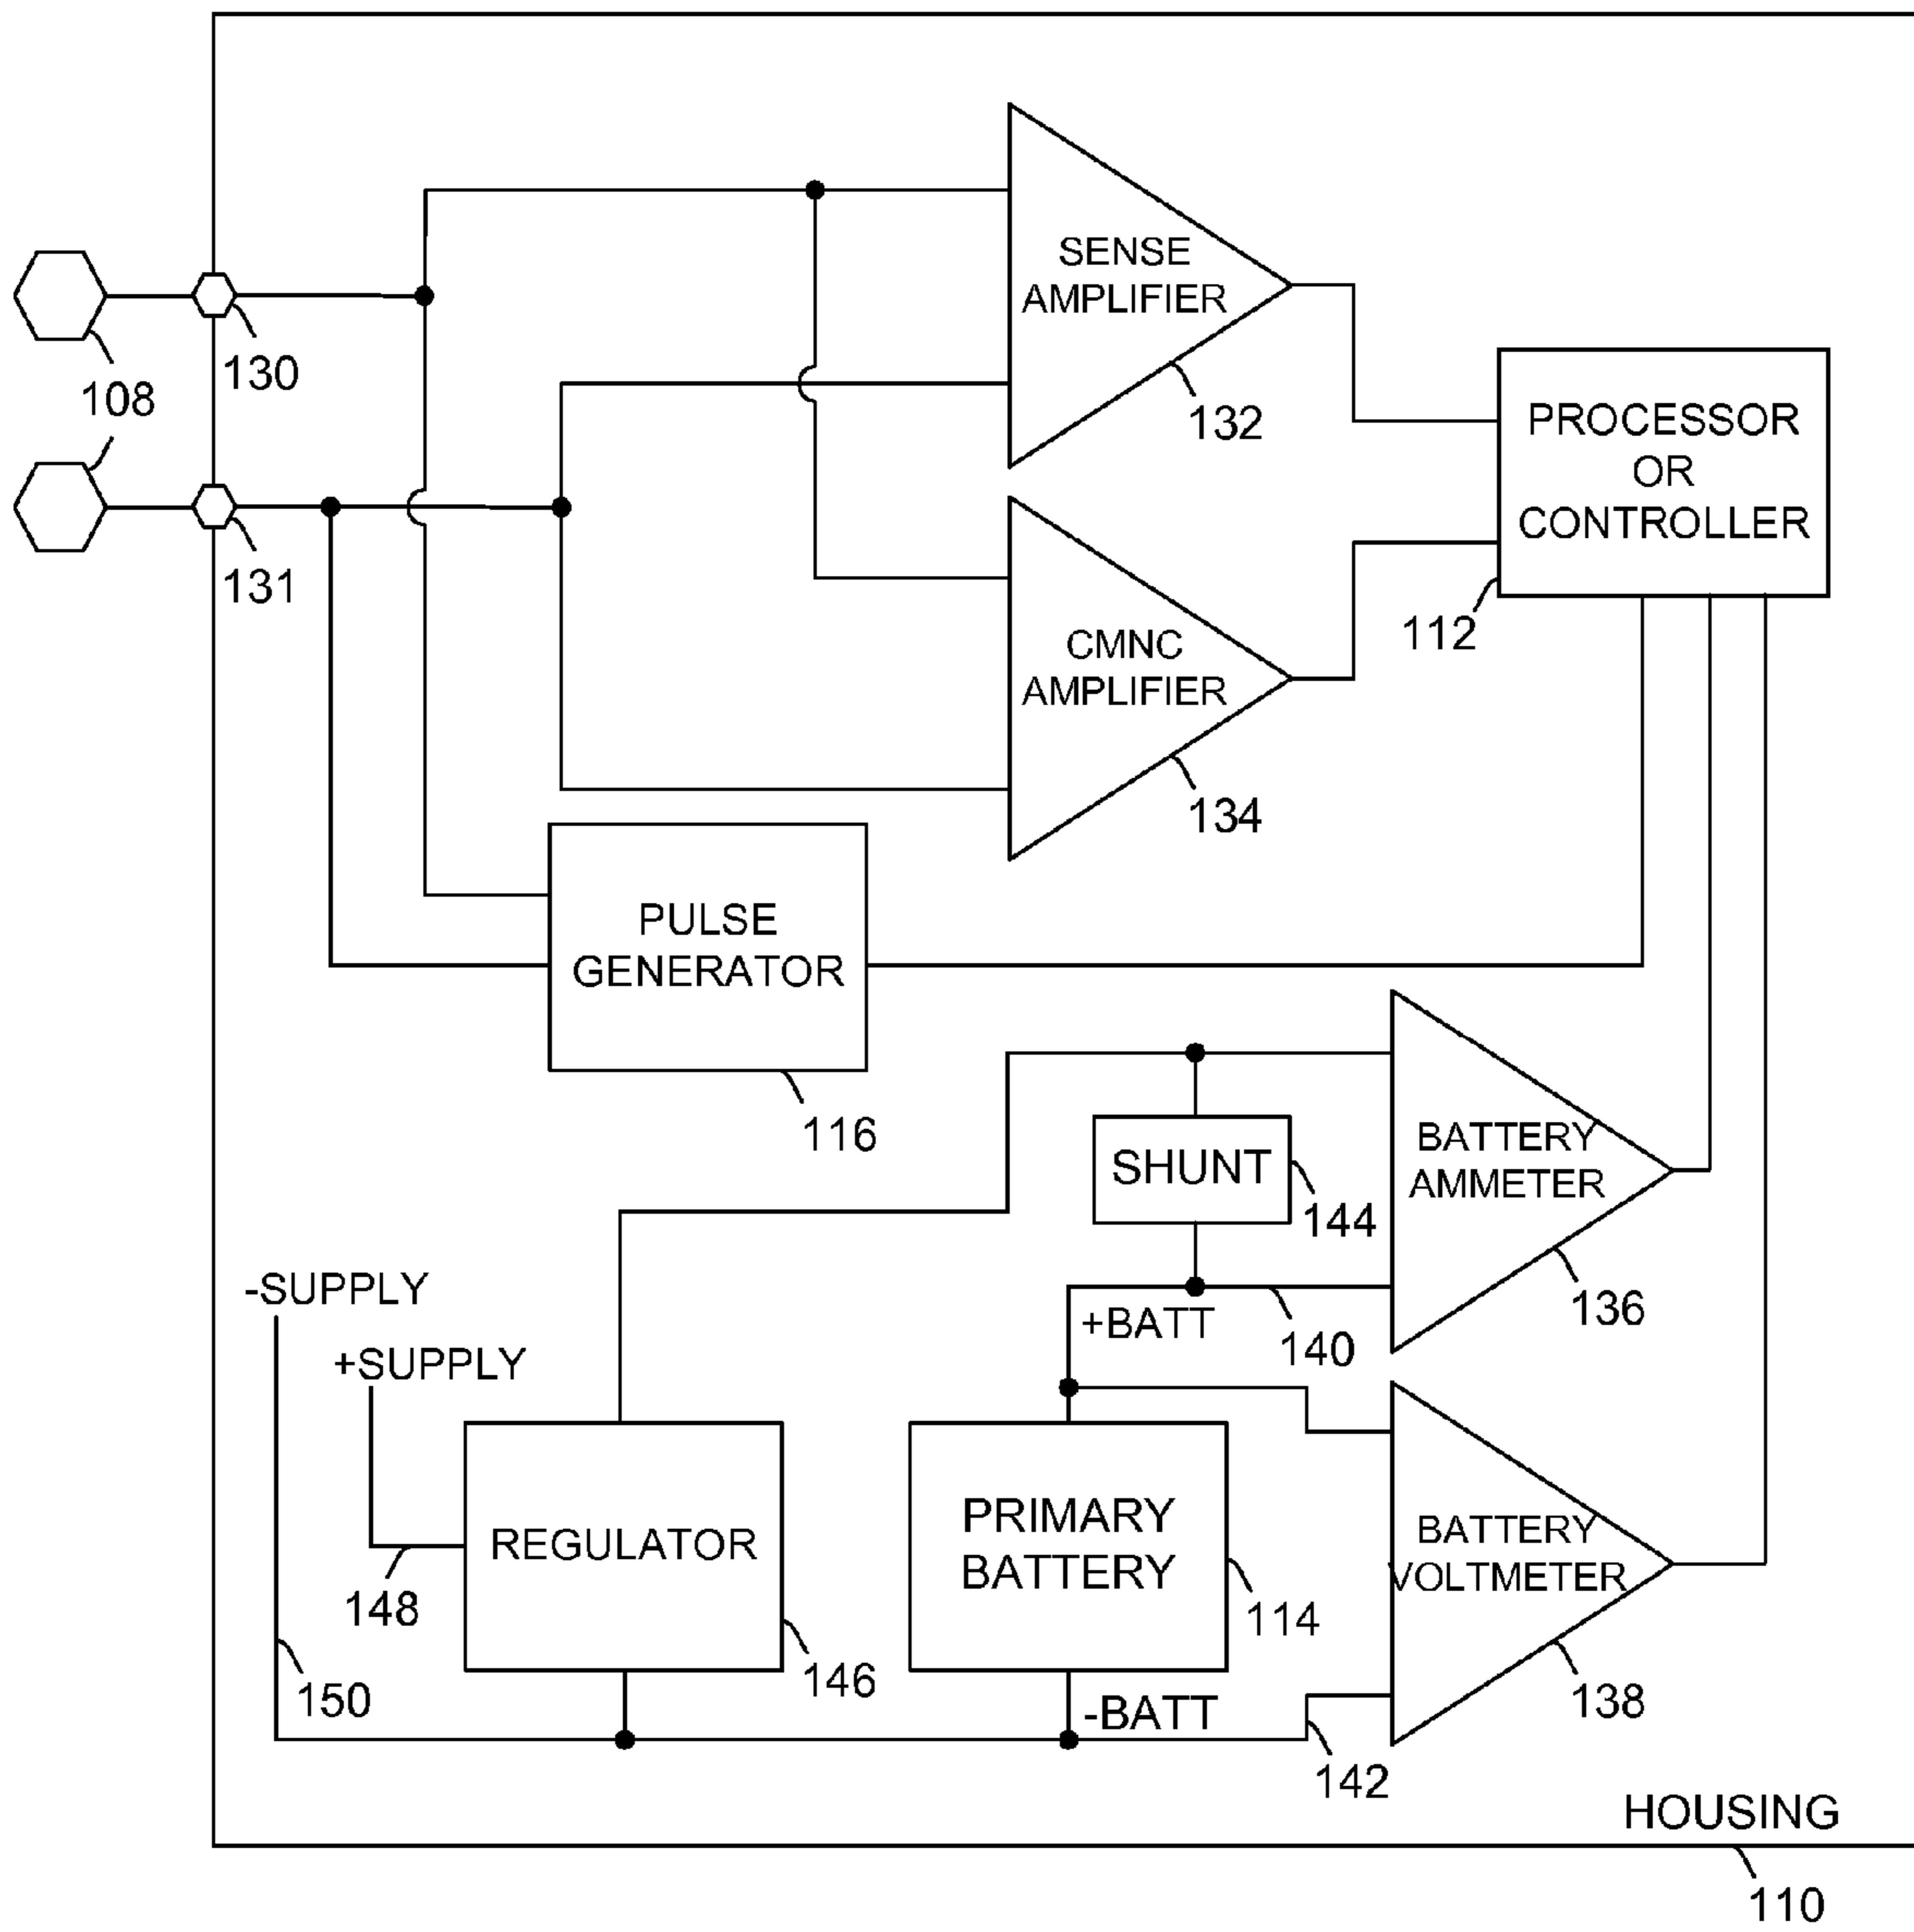 SENSE
AMPLIFIER
132
130
108
131
PROCESSOR
OR
CONTROLLER
112
CMNC
AMPLIFIER
134
PULSE
GENERATOR
116
BATTERY
AMMETER
136
SHUNT
144
+BATT
140
-SUPPLY
+SUPPLY
REGULATOR
148
146
150
PRIMARY
BATTERY
114
-BATT
BATTERY
VOLTMETER
138
142
HOUSING
110